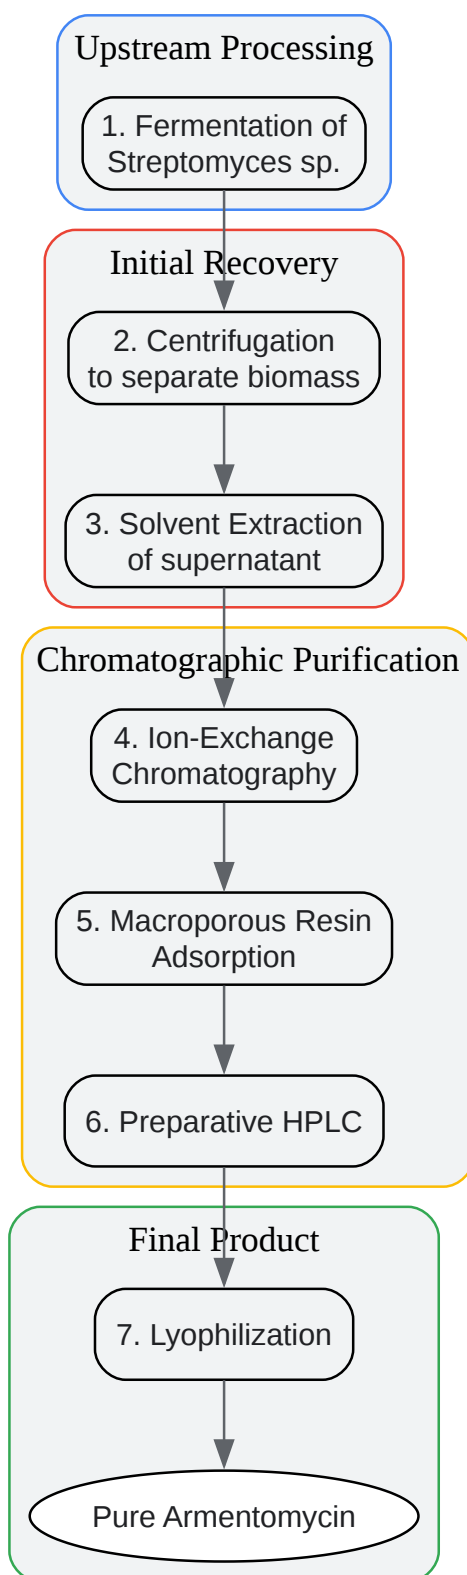 Upstream Processing
1. Fermentation of
Streptomyces sp.
Initial Recovery
2. Centrifugation
to separate biomass
3. Solvent Extraction
of supernatant
Chromatographic Purification
4. Ion-Exchange
Chromatography
5. Macroporous Resin
Adsorption
6. Preparative HPLC
Final Product
7. Lyophilization
Pure Armentomycin